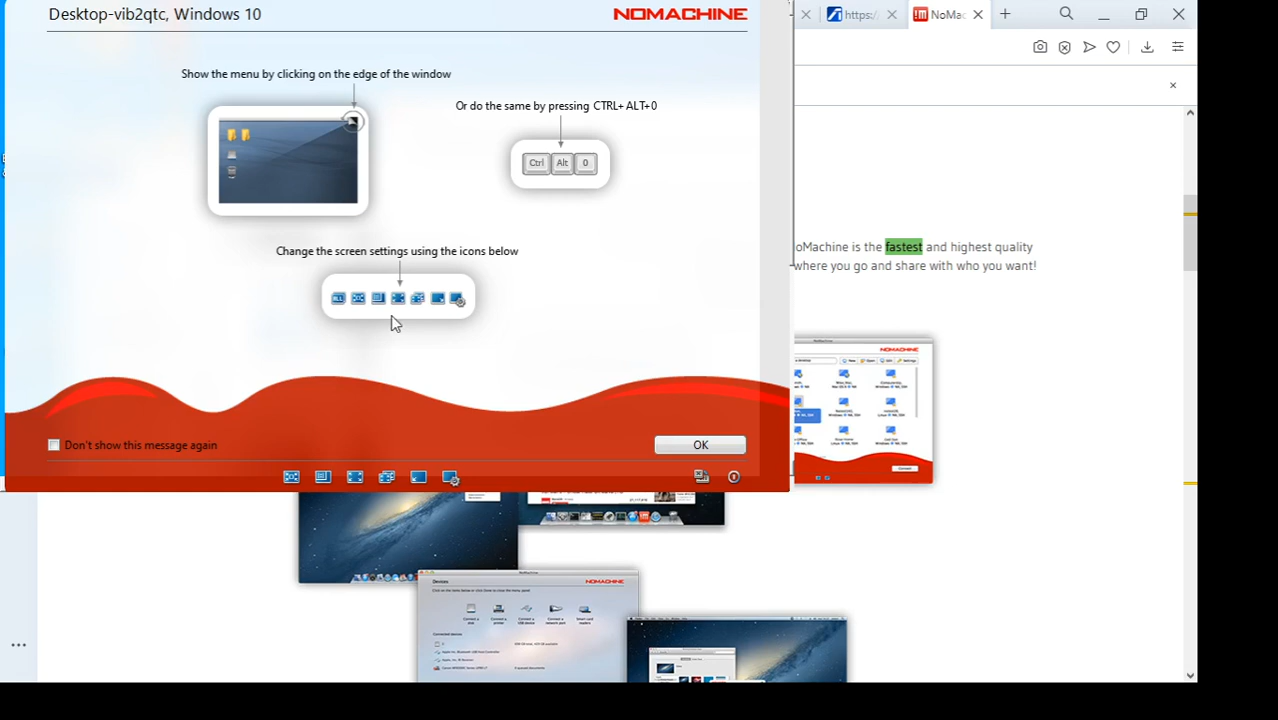 Desktop-vib2qtc, Windows 10
NOMACHINE
https:/
NoMac
Show the menu by clicking on the edge of the window
Or do the same by pressing CTRL+ALT+0
Ctrl
Alt
0
Change the screen settings using the icons below
oMachine is the fastest and highest quality
where you go and share with who you want!
Don't show this message again
OK
NOMACHINE
Devices
NOMACHINE
Connected devices